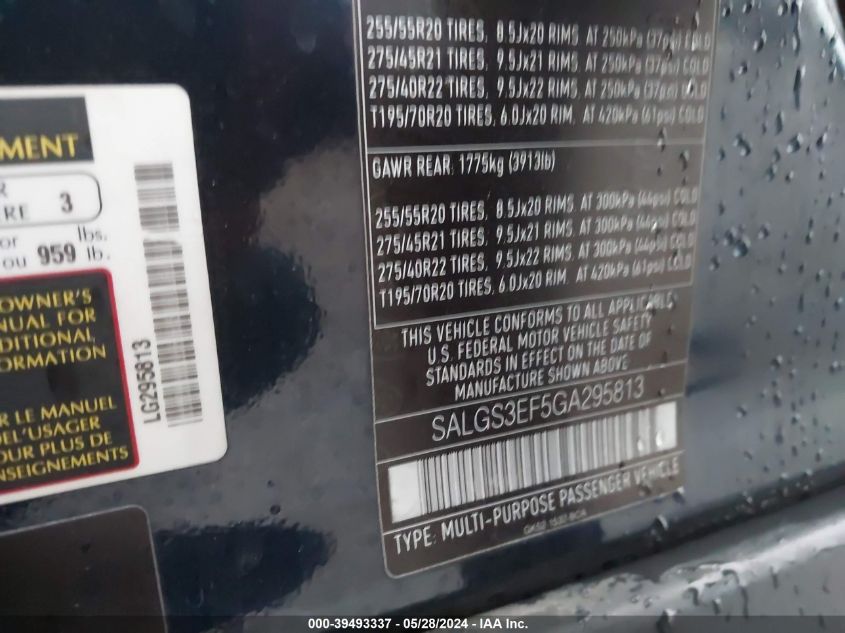 EMENT
R
RE 3
or lbs.
ou 959 lb.
OWNER'S
NUAL FOR
DITIONAL
ORMATION
R LE MANUEL
DEL'USAGER
OUR PLUS DE
NSEIGNEMENTS
LG295813
255/55R20 TIRES, 8.5Jx20 RIMS AT 250kPa (37psi) COLD
275/45R21 TIRES, 9.5Jx21 RIMS, AT 250kPa (37psi) COLD
275/40R22 TIRES, 9.5Jx22 RIMS, AT 250kPa (37psi) COLD
T195/70R20 TIRES, 6.0Jx20 RIM, AT 420kPa (61psi) COLD
GAWR REAR: 1775kg (3913lb)
255/55R20 TIRES, 8.5Jx20 RIMS AT 300kPa (44psi) COLD
275/45R21 TIRES, 9.5Jx21 RIMS, AT 300kPa (44psi) COLD
275/40R22 TIRES, 9.5Jx22 RIMS, AT 300kPa (44psi) COLD
T195/70R20 TIRES, 6.0Jx20 RIM, AT 420kPa (61psi) COLD
THIS VEHICLE CONFORMS TO ALL APPLICABLE
U.S. FEDERAL MOTOR VEHICLE SAFETY
STANDARDS IN EFFECT ON THE DATE OF
MANUFACTURE SHOWN ABOVE
SALGS3EF5GA295813
TYPE: MULTI-PURPOSE PASSENGER VEHICLE
000-39493337 - 05/28/2024 - IAA Inc.